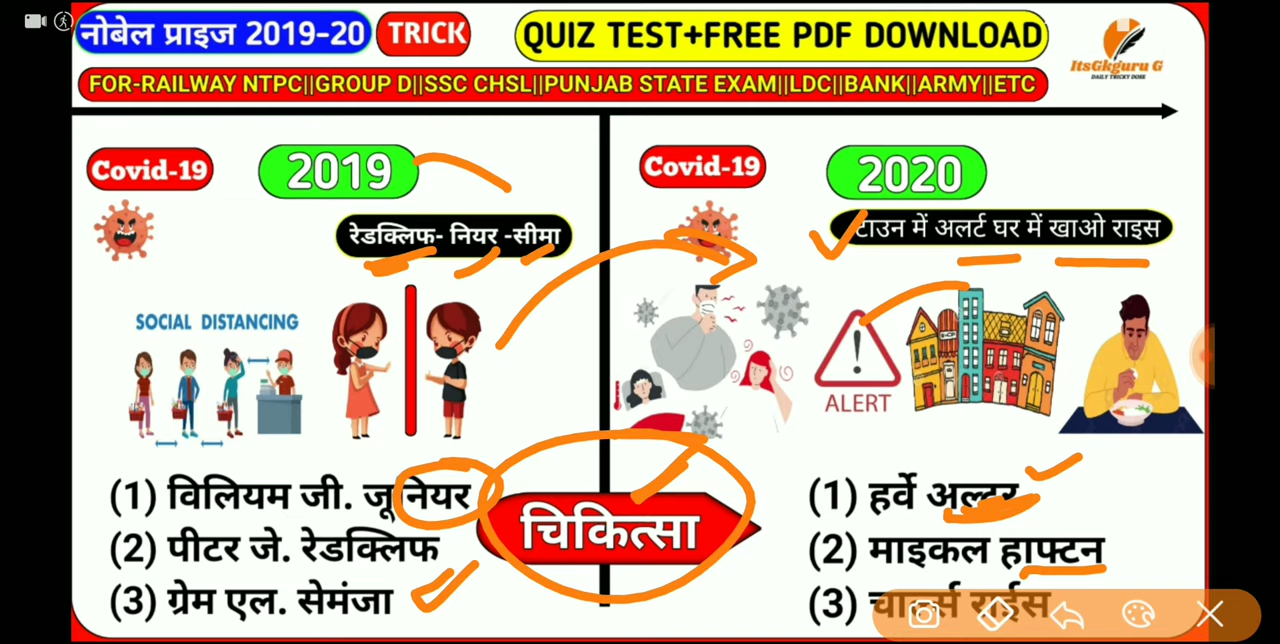 नोबेल प्राइज 2019-20 TRICK QUIZ TEST+FREE PDF DOWNLOAD
ItsGkguru G
DAILY TRICKY DOSE
FOR-RAILWAY NTPC||GROUP D||SSC CHSL||PUNJAB STATE EXAM||LDC||BANK||ARMY||ETC
Covid-19 2019
रेडक्लिफ- नियर -सीमा
SOCIAL DISTANCING
(1) विलियम जी. जूनियर
(2) पीटर जे. रेडक्लिफ
(3) ग्रेम एल. सेमंजा
चिकित्सा
Covid-19 2020
टाउन में अलर्ट घर में खाओ राइस
ALERT
(1) हर्वे अल्टर
(2) माइकल हाफ्टन
(3) चार्ल्स राईस